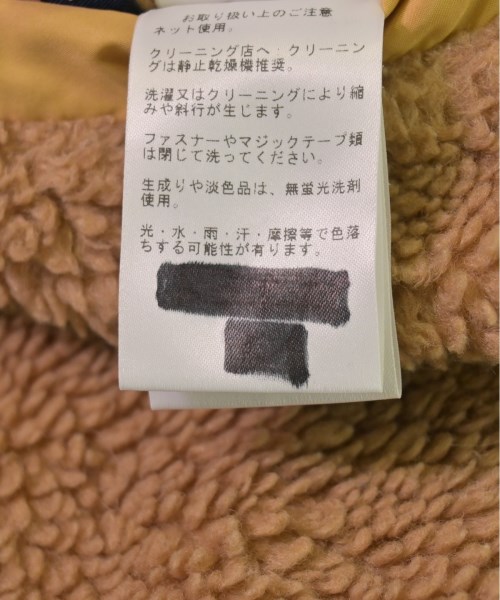 お取り扱い上のご注意
ネット使用。
クリーニング店へ:クリーニン
グは静止乾燥機推奨。
洗濯又はクリーニングにより縮
みや斜行が生じます。
ファスナーやマジックテープ類
は閉じて洗ってください。
生成りや淡色品は、無蛍光洗剤
使用。
光・水・雨・汗・摩擦等で色落
ちする可能性が有ります。